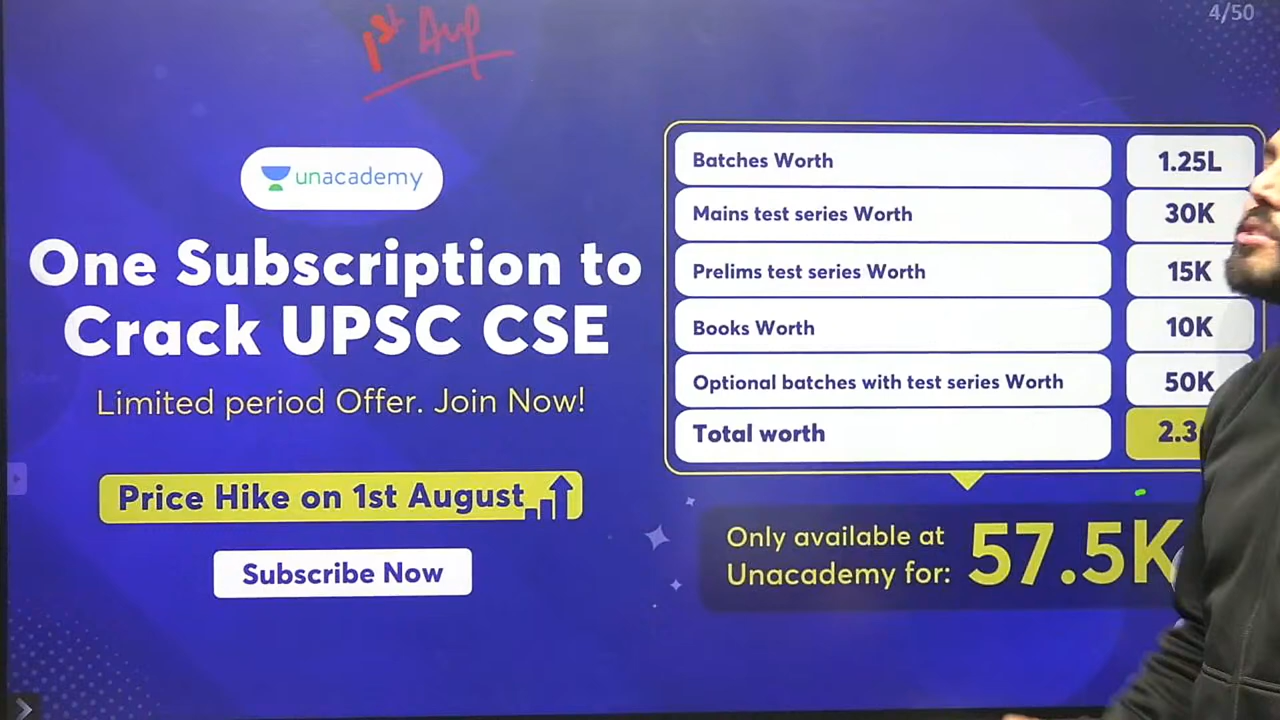 1st Aug
4/50
unacademy
One Subscription to
Crack UPSC CSE
Limited period Offer. Join Now!
Price Hike on 1st August
Subscribe Now
Batches Worth 1.25L
Mains test series Worth 30K
Prelims test series Worth 15K
Books Worth 10K
Optional batches with test series Worth 50K
Total worth 2.3
Only available at
Unacademy for: 57.5K